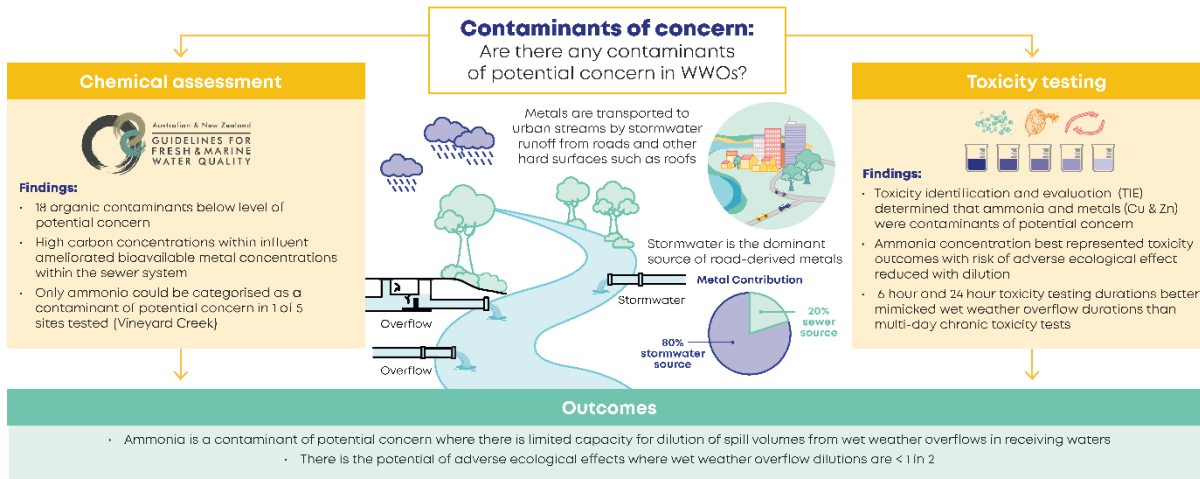 Contaminants of concern:
Are there any contaminants
of potential concern in WWOs?
Chemical assessment
Australian & New Zealand
GUIDELINES FOR
FRESH & MARINE
WATER QUALITY
Findings:
• 18 organic contaminants below level of
potential concern
• High carbon concentrations within influent
ameliorated bioavailable metal concentrations
within the sewer system
• Only ammonio could be categorised as a
contaminant of potential concern in 1 of 5
sites tested (Vineyard Creek)
Metals are transported to
urban streams by stormwater
runoff from roads and other
hard surfaces such as roofs
Stormwater is the dominant
source of road-derived metals
Metal Contribution
20%
sewer
source
80%
stormwater
source
Stormwater
Overflow
Overflow
Toxicity testing
Findings:
• Toxicity identification and evaluation (TIE)
determined that ammonia and metals (Cu & Zn)
were contaminants of potential concern
• Ammonia concentration best represented toxicity
outcomes with risk of adverse ecological effect
reduced with dilution
• 6 hour and 24 hour toxicity testing durations better
mimicked wet weather overflow durations than
multi-day chronic toxicity tests
Outcomes
• Ammonia is a contaminant of potential concern where there is limited capacity for dilution of spill volumes from wet weather overflows in receiving waters
• There is the potential of adverse ecological effects where wet weather overflow dilutions are < 1 in 2